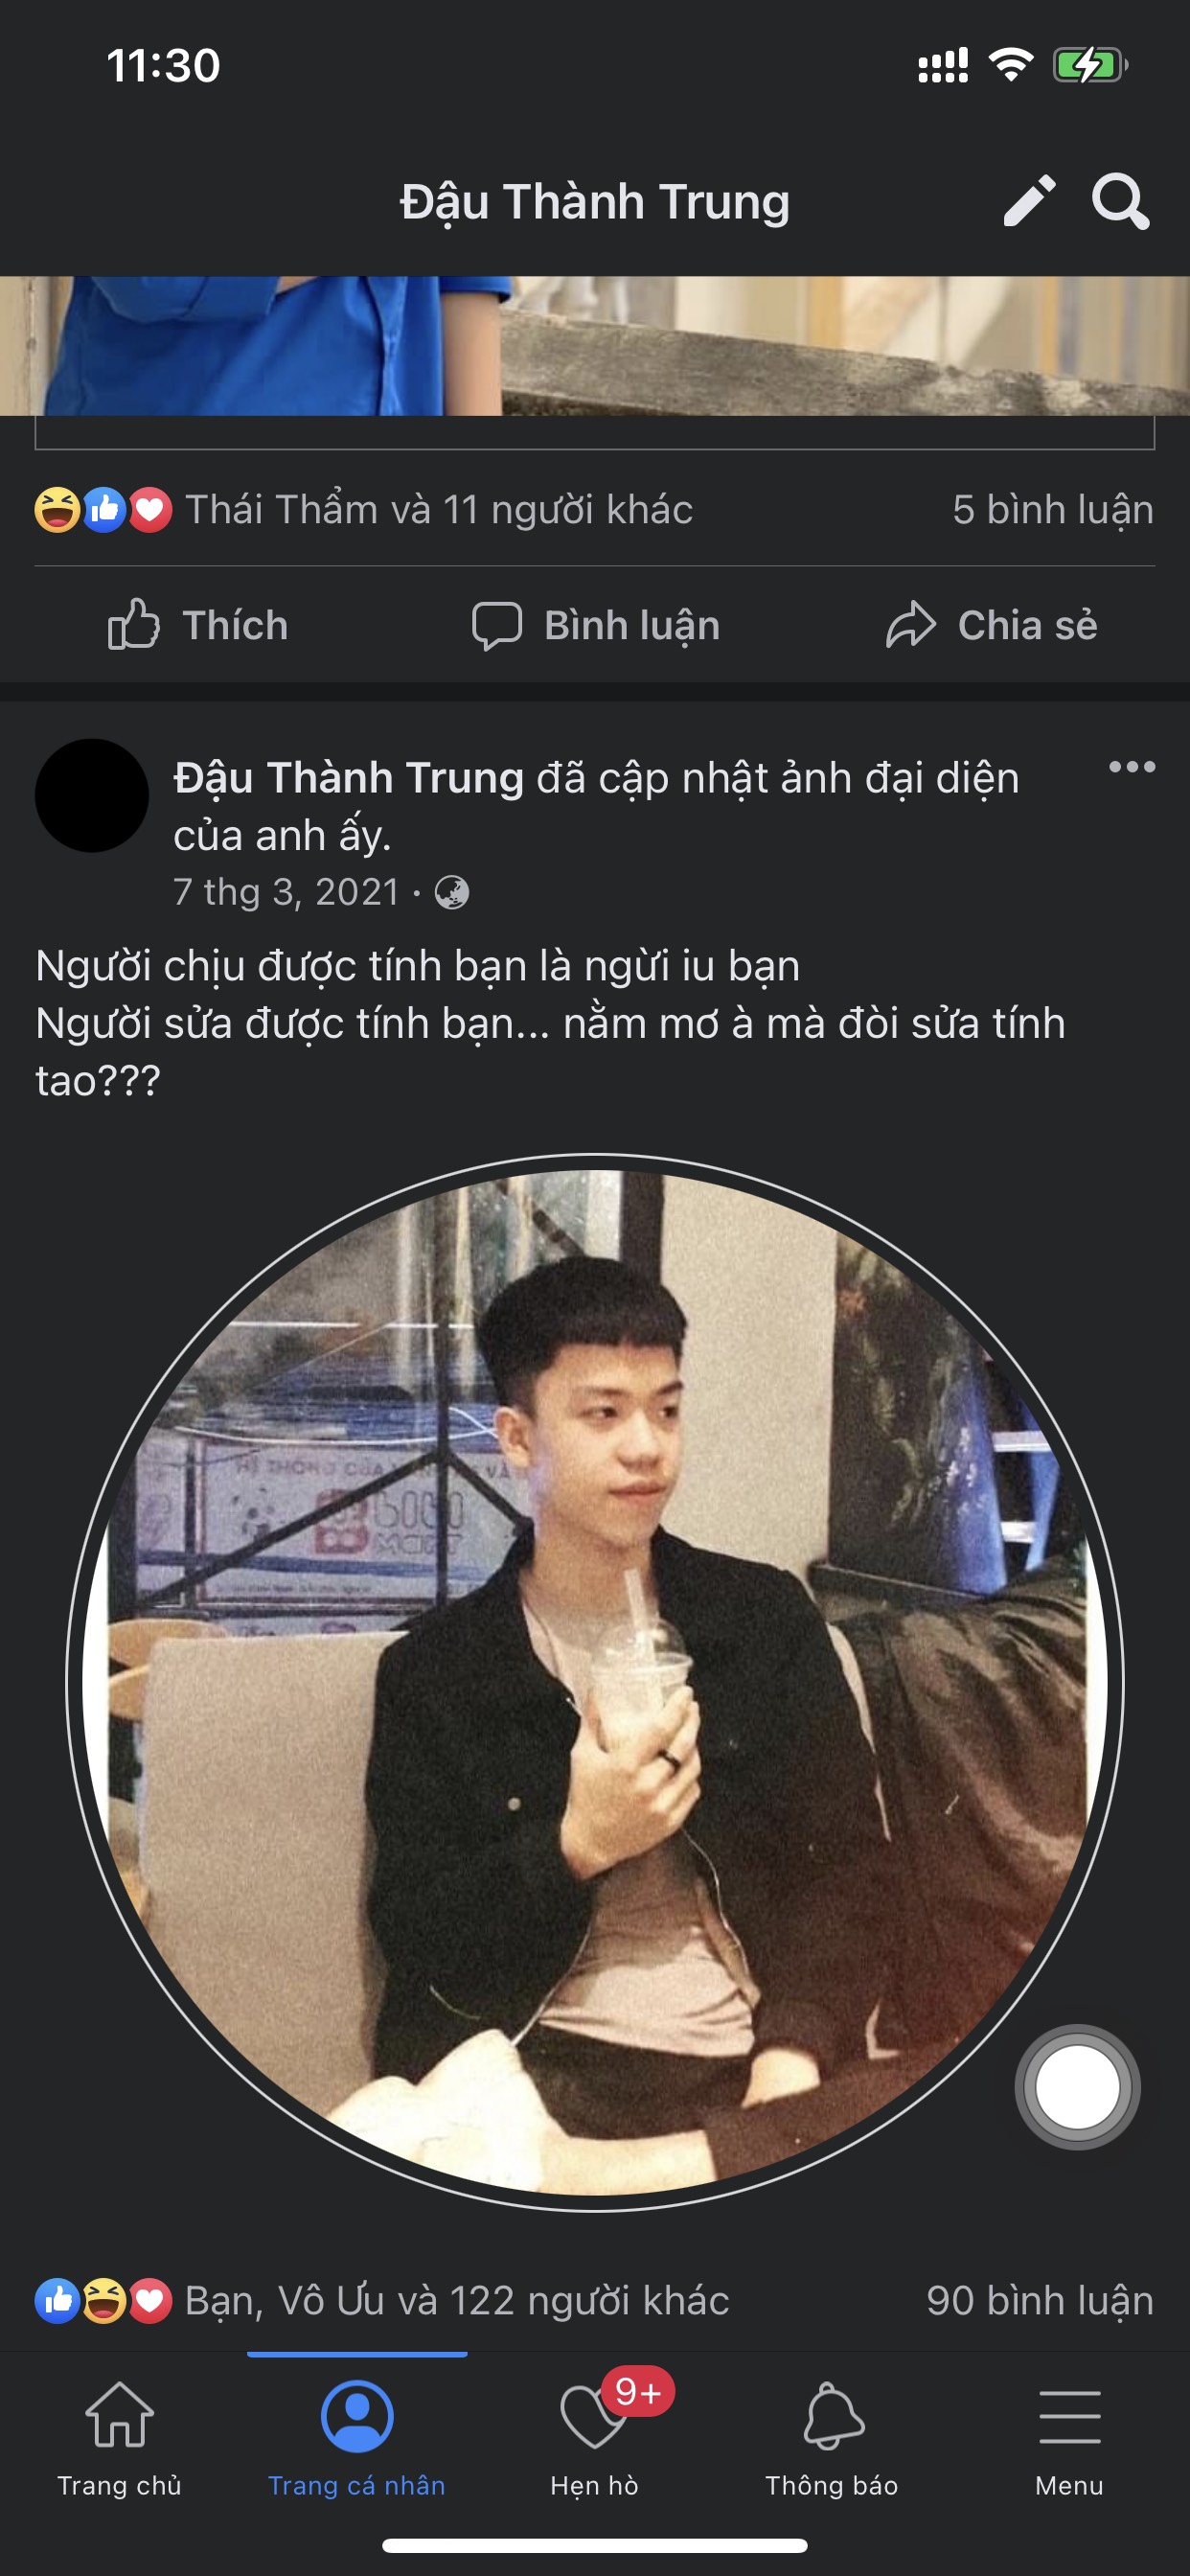 11:30
Đậu Thành Trung
Thái Thẩm và 11 người khác
5 bình luận
Thích
Bình luận
Chia sẻ
Đậu Thành Trung đã cập nhật ảnh đại diện
của anh ấy.
7 thg 3, 2021 ·
Người chịu được tính bạn là ngừi iu bạn
Người sửa được tính bạn... nằm mơ à mà đòi sửa tính
tao???
Bạn, Vô Ưu và 122 người khác
90 bình luận
9+
Trang chủ
Trang cá nhân
Hẹn hò
Thông báo
Menu